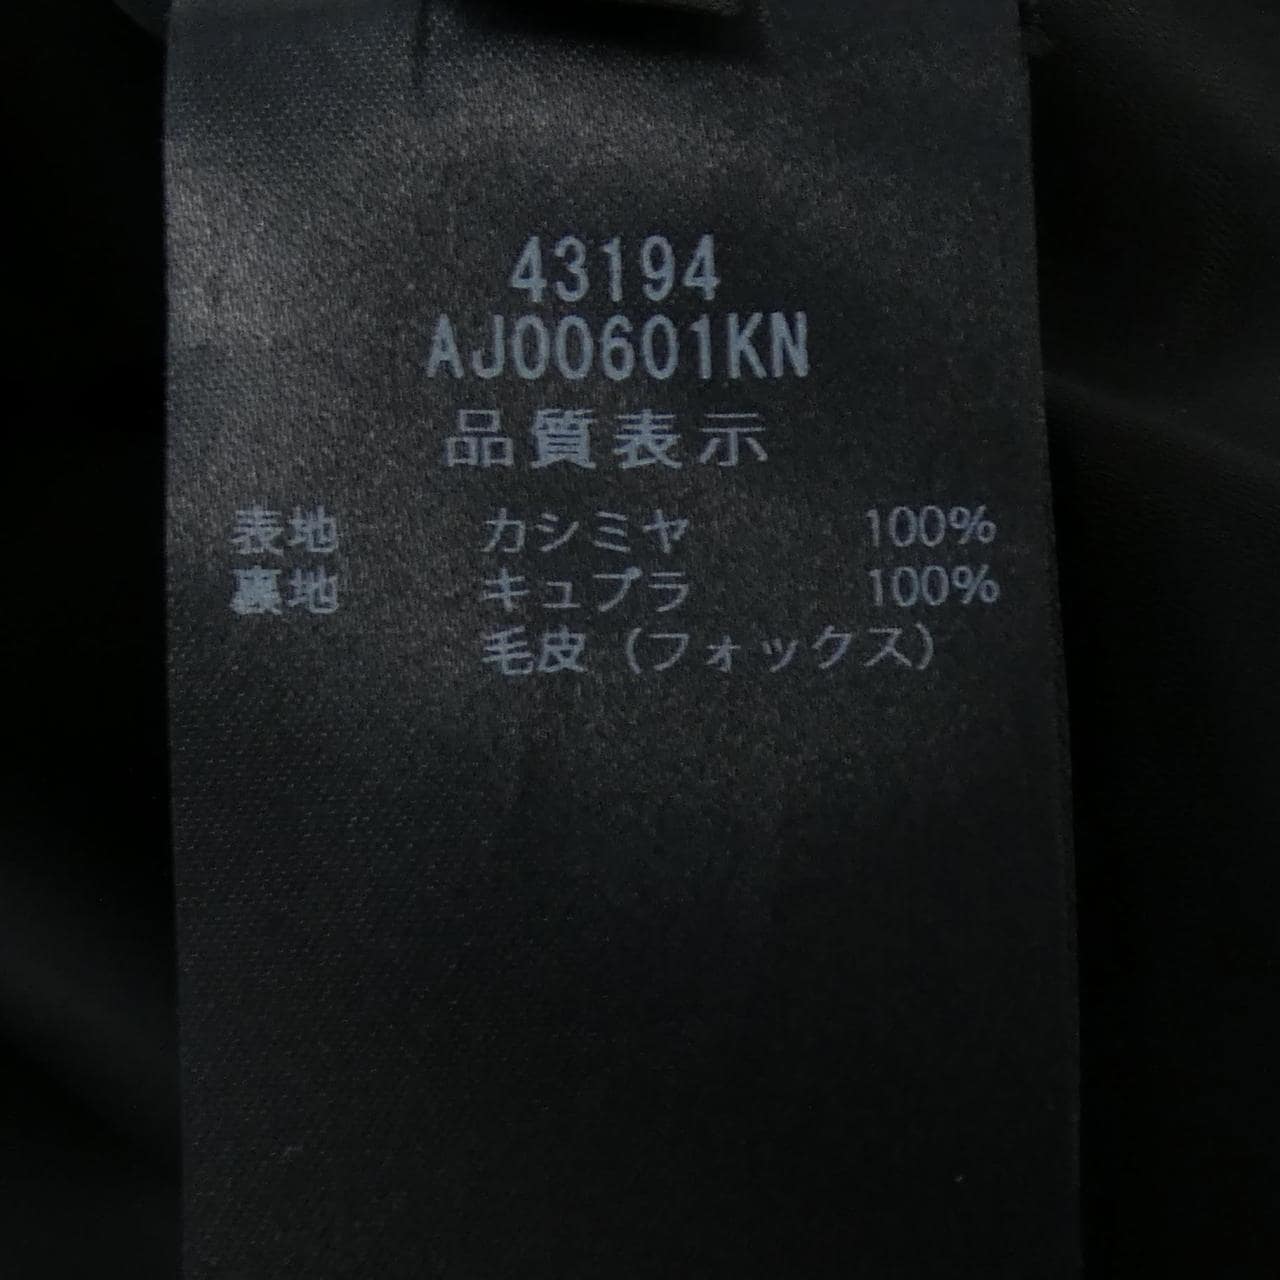 43194
AJ00601KN
品質表示
表地 カシミヤ 100%
裏地 キュプラ 100%
毛皮（フォックス）